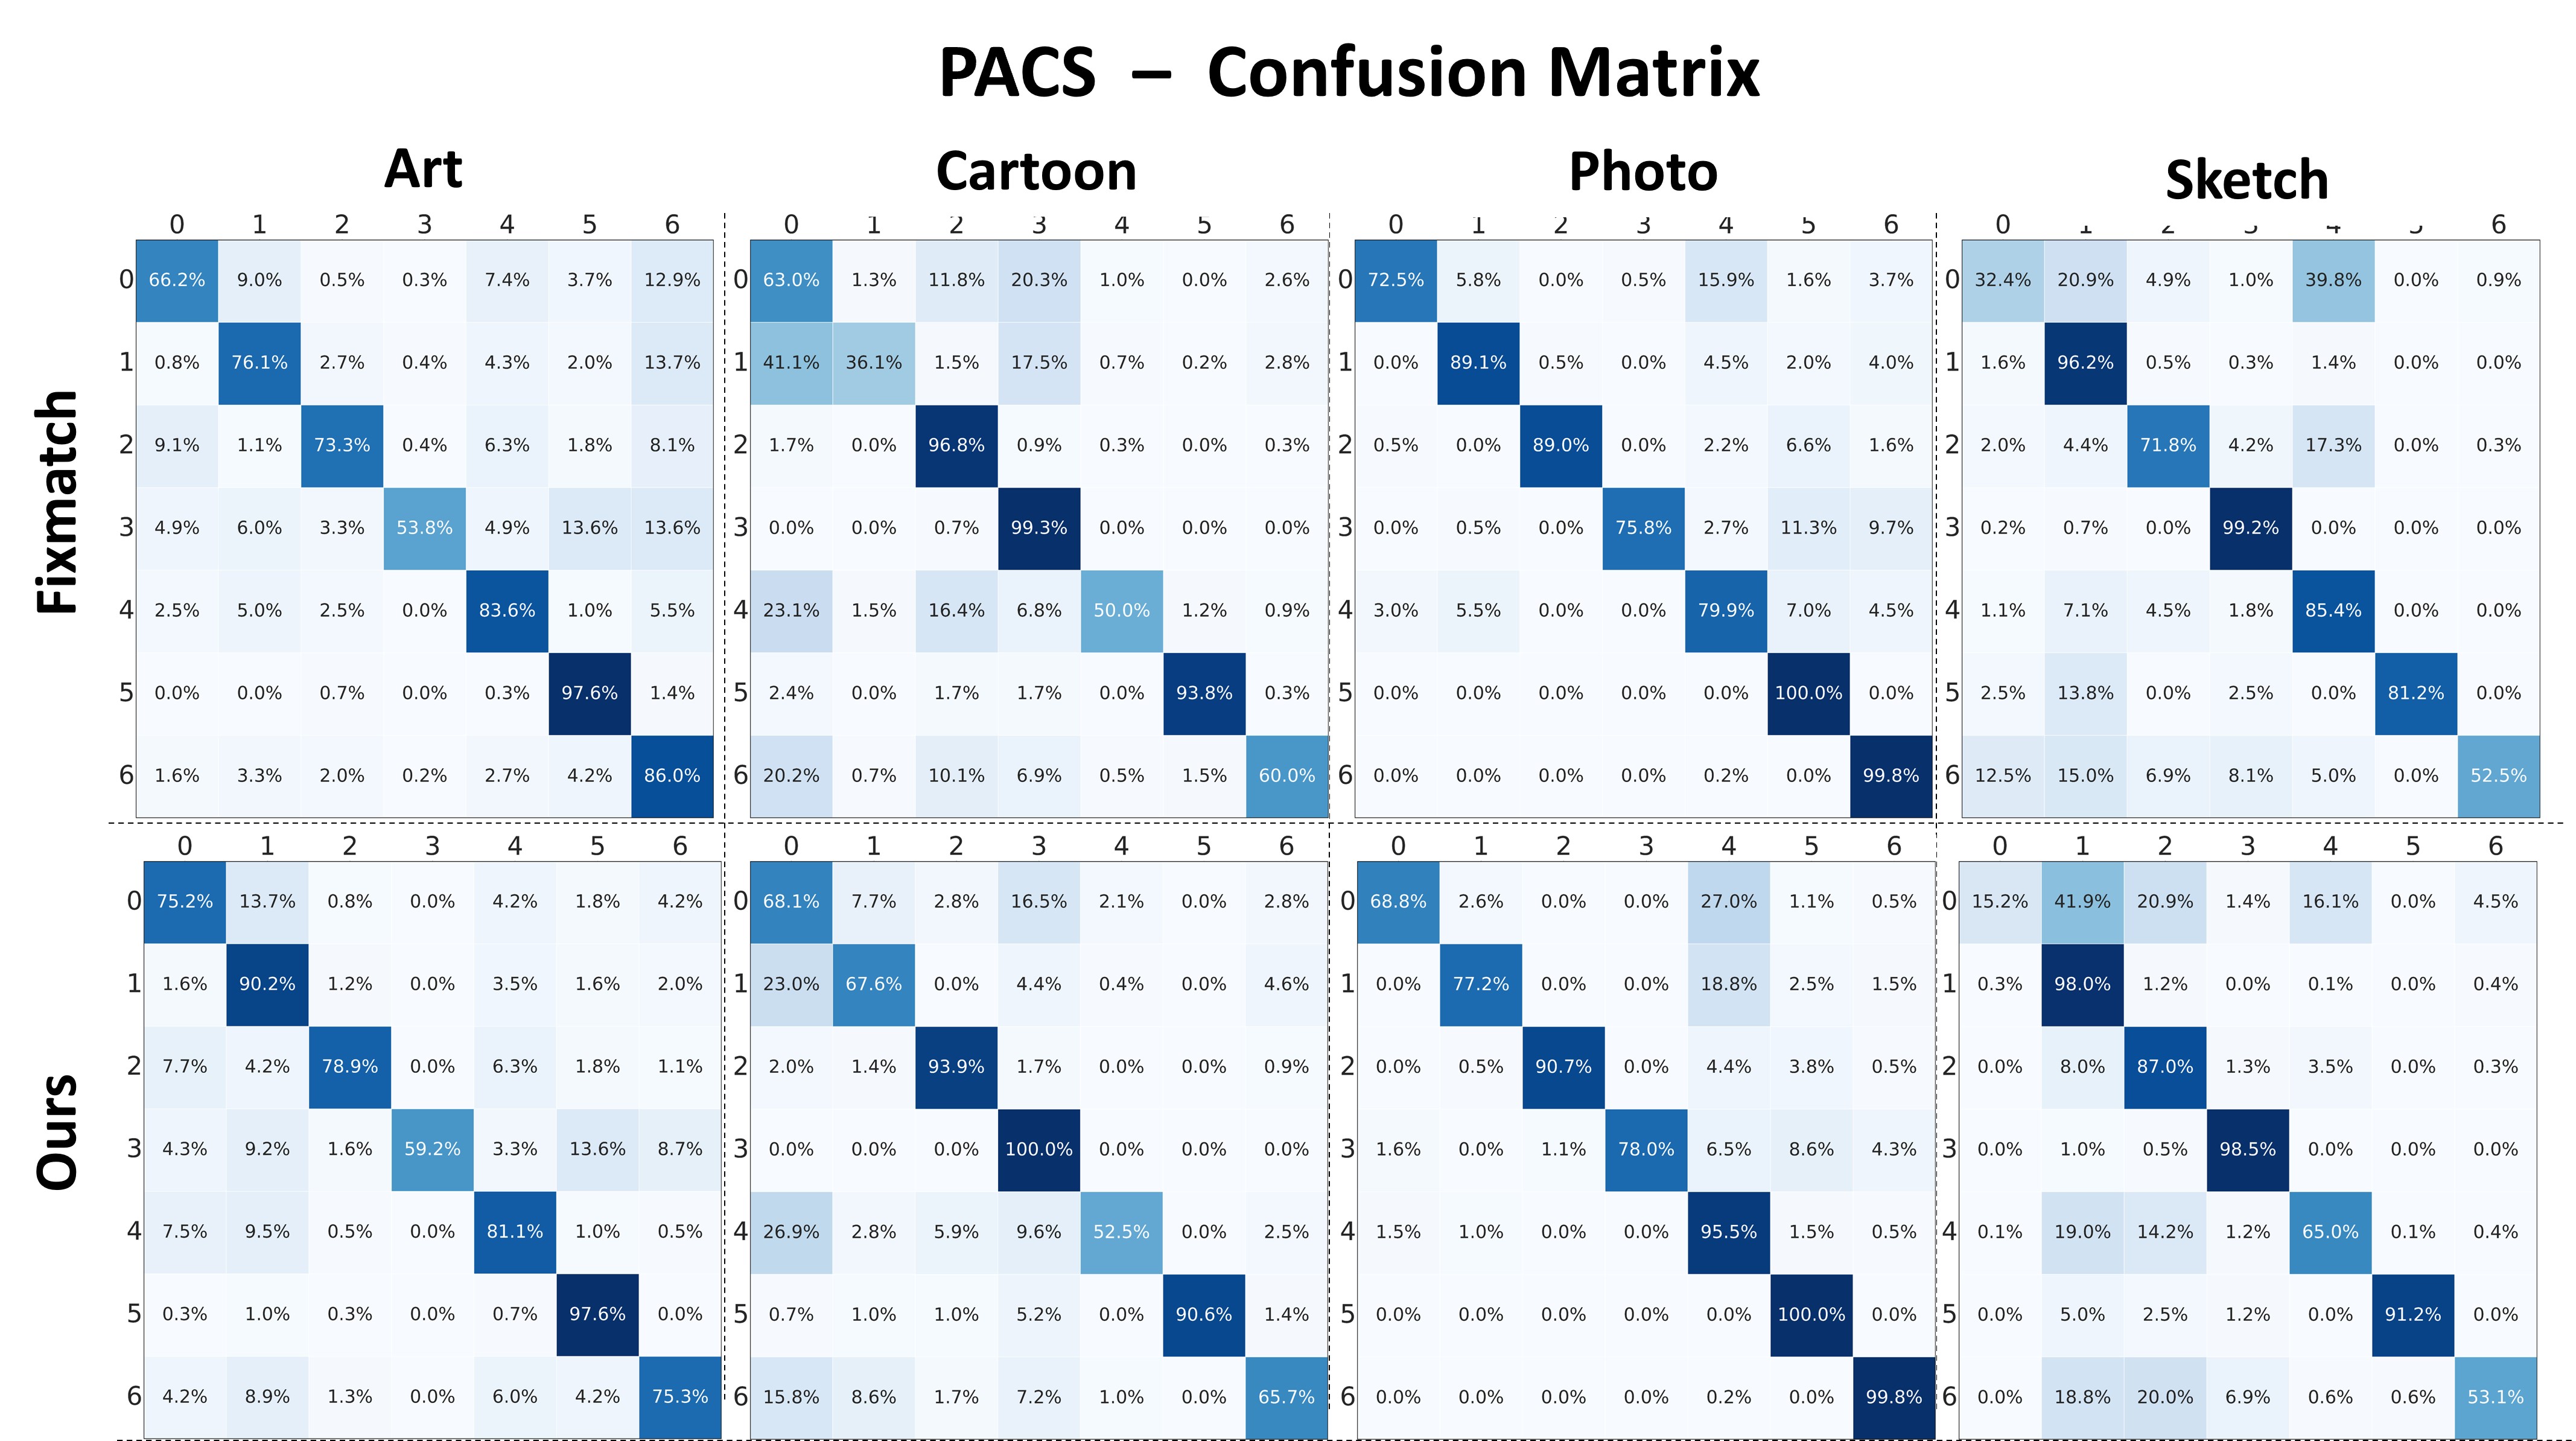 PACS – Confusion Matrix
Art Cartoon Photo Sketch
Fixmatch
0 1 2 3 4 5 6
0 66.2% 9.0% 0.5% 0.3% 7.4% 3.7% 12.9%
1 0.8% 76.1% 2.7% 0.4% 4.3% 2.0% 13.7%
2 9.1% 1.1% 73.3% 0.4% 6.3% 1.8% 8.1%
3 4.9% 6.0% 3.3% 53.8% 4.9% 13.6% 13.6%
4 2.5% 5.0% 2.5% 0.0% 83.6% 1.0% 5.5%
5 0.0% 0.0% 0.7% 0.0% 0.3% 97.6% 1.4%
6 1.6% 3.3% 2.0% 0.2% 2.7% 4.2% 86.0%
0 1 2 3 4 5 6
0 63.0% 1.3% 11.8% 20.3% 1.0% 0.0% 2.6%
1 41.1% 36.1% 1.5% 17.5% 0.7% 0.2% 2.8%
2 1.7% 0.0% 96.8% 0.9% 0.3% 0.0% 0.3%
3 0.0% 0.0% 0.7% 99.3% 0.0% 0.0% 0.0%
4 23.1% 1.5% 16.4% 6.8% 50.0% 1.2% 0.9%
5 2.4% 0.0% 1.7% 1.7% 0.0% 93.8% 0.3%
6 20.2% 0.7% 10.1% 6.9% 0.5% 1.5% 60.0%
0 1 2 3 4 5 6
0 72.5% 5.8% 0.0% 0.5% 15.9% 1.6% 3.7%
1 0.0% 89.1% 0.5% 0.0% 4.5% 2.0% 4.0%
2 0.5% 0.0% 89.0% 0.0% 2.2% 6.6% 1.6%
3 0.0% 0.5% 0.0% 75.8% 2.7% 11.3% 9.7%
4 3.0% 5.5% 0.0% 0.0% 79.9% 7.0% 4.5%
5 0.0% 0.0% 0.0% 0.0% 0.0% 100.0% 0.0%
6 0.0% 0.0% 0.0% 0.0% 0.2% 0.0% 99.8%
0 1 2 3 4 5 6
0 32.4% 20.9% 4.9% 1.0% 39.8% 0.0% 0.9%
1 1.6% 96.2% 0.5% 0.3% 1.4% 0.0% 0.0%
2 2.0% 4.4% 71.8% 4.2% 17.3% 0.0% 0.3%
3 0.2% 0.7% 0.0% 99.2% 0.0% 0.0% 0.0%
4 1.1% 7.1% 4.5% 1.8% 85.4% 0.0% 0.0%
5 2.5% 13.8% 0.0% 2.5% 0.0% 81.2% 0.0%
6 12.5% 15.0% 6.9% 8.1% 5.0% 0.0% 52.5%
Ours
0 1 2 3 4 5 6
0 75.2% 13.7% 0.8% 0.0% 4.2% 1.8% 4.2%
1 1.6% 90.2% 1.2% 0.0% 3.5% 1.6% 2.0%
2 7.7% 4.2% 78.9% 0.0% 6.3% 1.8% 1.1%
3 4.3% 9.2% 1.6% 59.2% 3.3% 13.6% 8.7%
4 7.5% 9.5% 0.5% 0.0% 81.1% 1.0% 0.5%
5 0.3% 1.0% 0.3% 0.0% 0.7% 97.6% 0.0%
6 4.2% 8.9% 1.3% 0.0% 6.0% 4.2% 75.3%
0 1 2 3 4 5 6
0 68.1% 7.7% 2.8% 16.5% 2.1% 0.0% 2.8%
1 23.0% 67.6% 0.0% 4.4% 0.4% 0.0% 4.6%
2 2.0% 1.4% 93.9% 1.7% 0.0% 0.0% 0.9%
3 0.0% 0.0% 0.0% 100.0% 0.0% 0.0% 0.0%
4 26.9% 2.8% 5.9% 9.6% 52.5% 0.0% 2.5%
5 0.7% 1.0% 1.0% 5.2% 0.0% 90.6% 1.4%
6 15.8% 8.6% 1.7% 7.2% 1.0% 0.0% 65.7%
0 1 2 3 4 5 6
0 68.8% 2.6% 0.0% 0.0% 27.0% 1.1% 0.5%
1 0.0% 77.2% 0.0% 0.0% 18.8% 2.5% 1.5%
2 0.0% 0.5% 90.7% 0.0% 4.4% 3.8% 0.5%
3 1.6% 0.0% 1.1% 78.0% 6.5% 8.6% 4.3%
4 1.5% 1.0% 0.0% 0.0% 95.5% 1.5% 0.5%
5 0.0% 0.0% 0.0% 0.0% 0.0% 100.0% 0.0%
6 0.0% 0.0% 0.0% 0.0% 0.2% 0.0% 99.8%
0 1 2 3 4 5 6
0 15.2% 41.9% 20.9% 1.4% 16.1% 0.0% 4.5%
1 0.3% 98.0% 1.2% 0.0% 0.1% 0.0% 0.4%
2 0.0% 8.0% 87.0% 1.3% 3.5% 0.0% 0.3%
3 0.0% 1.0% 0.5% 98.5% 0.0% 0.0% 0.0%
4 0.1% 19.0% 14.2% 1.2% 65.0% 0.1% 0.4%
5 0.0% 5.0% 2.5% 1.2% 0.0% 91.2% 0.0%
6 0.0% 18.8% 20.0% 6.9% 0.6% 0.6% 53.1%